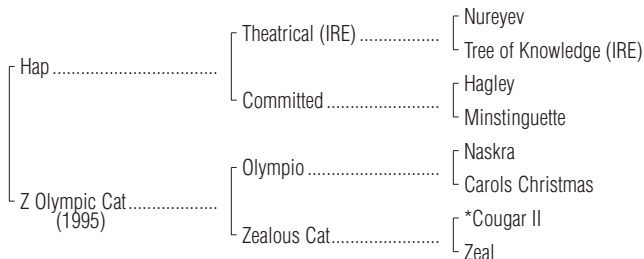 Nureyev
Theatrical (IRE) ..................
Tree of Knowledge (IRE)
Hap .....................................
Hagley
Committed .........................
Minstinguette
Naskra
Olympio .............................
Carols Christmas
Z Olympic Cat ....................
(1995)
*Cougar II
Zealous Cat ........................
Zeal